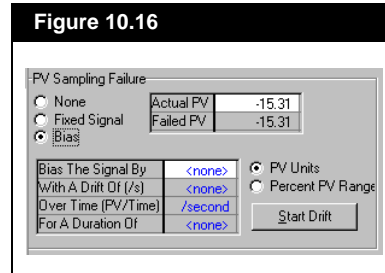 Figure 10.16
PV Sampling Failure
None
Fixed Signal
Bias
Actual PV -15.31
Failed PV -15.31
Bias The Signal By <none>
With A Drift Of (/s) <none>
Over Time (PV/Time) /second
For A Duration Of <none>
PV Units
Percent PV Range
Start Drift